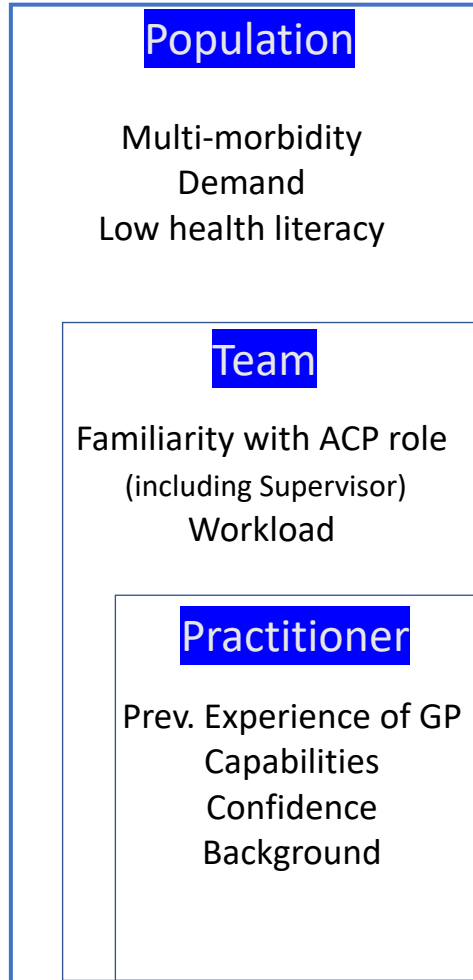 Population
Multi-morbidity
Demand
Low health literacy
Team
Familiarity with ACP role
(including Supervisor)
Workload
Practitioner
Prev. Experience of GP
Capabilities
Confidence
Background